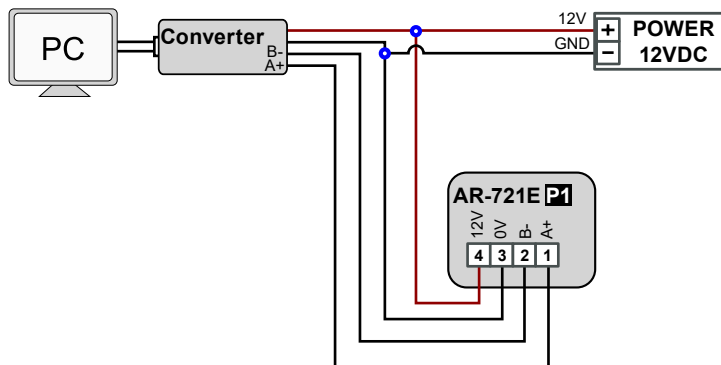 PC
Converter
B-
A+
12V
GND
+
−
POWER
12VDC
AR-721E P1
12V 0V B- A+
4 3 2 1